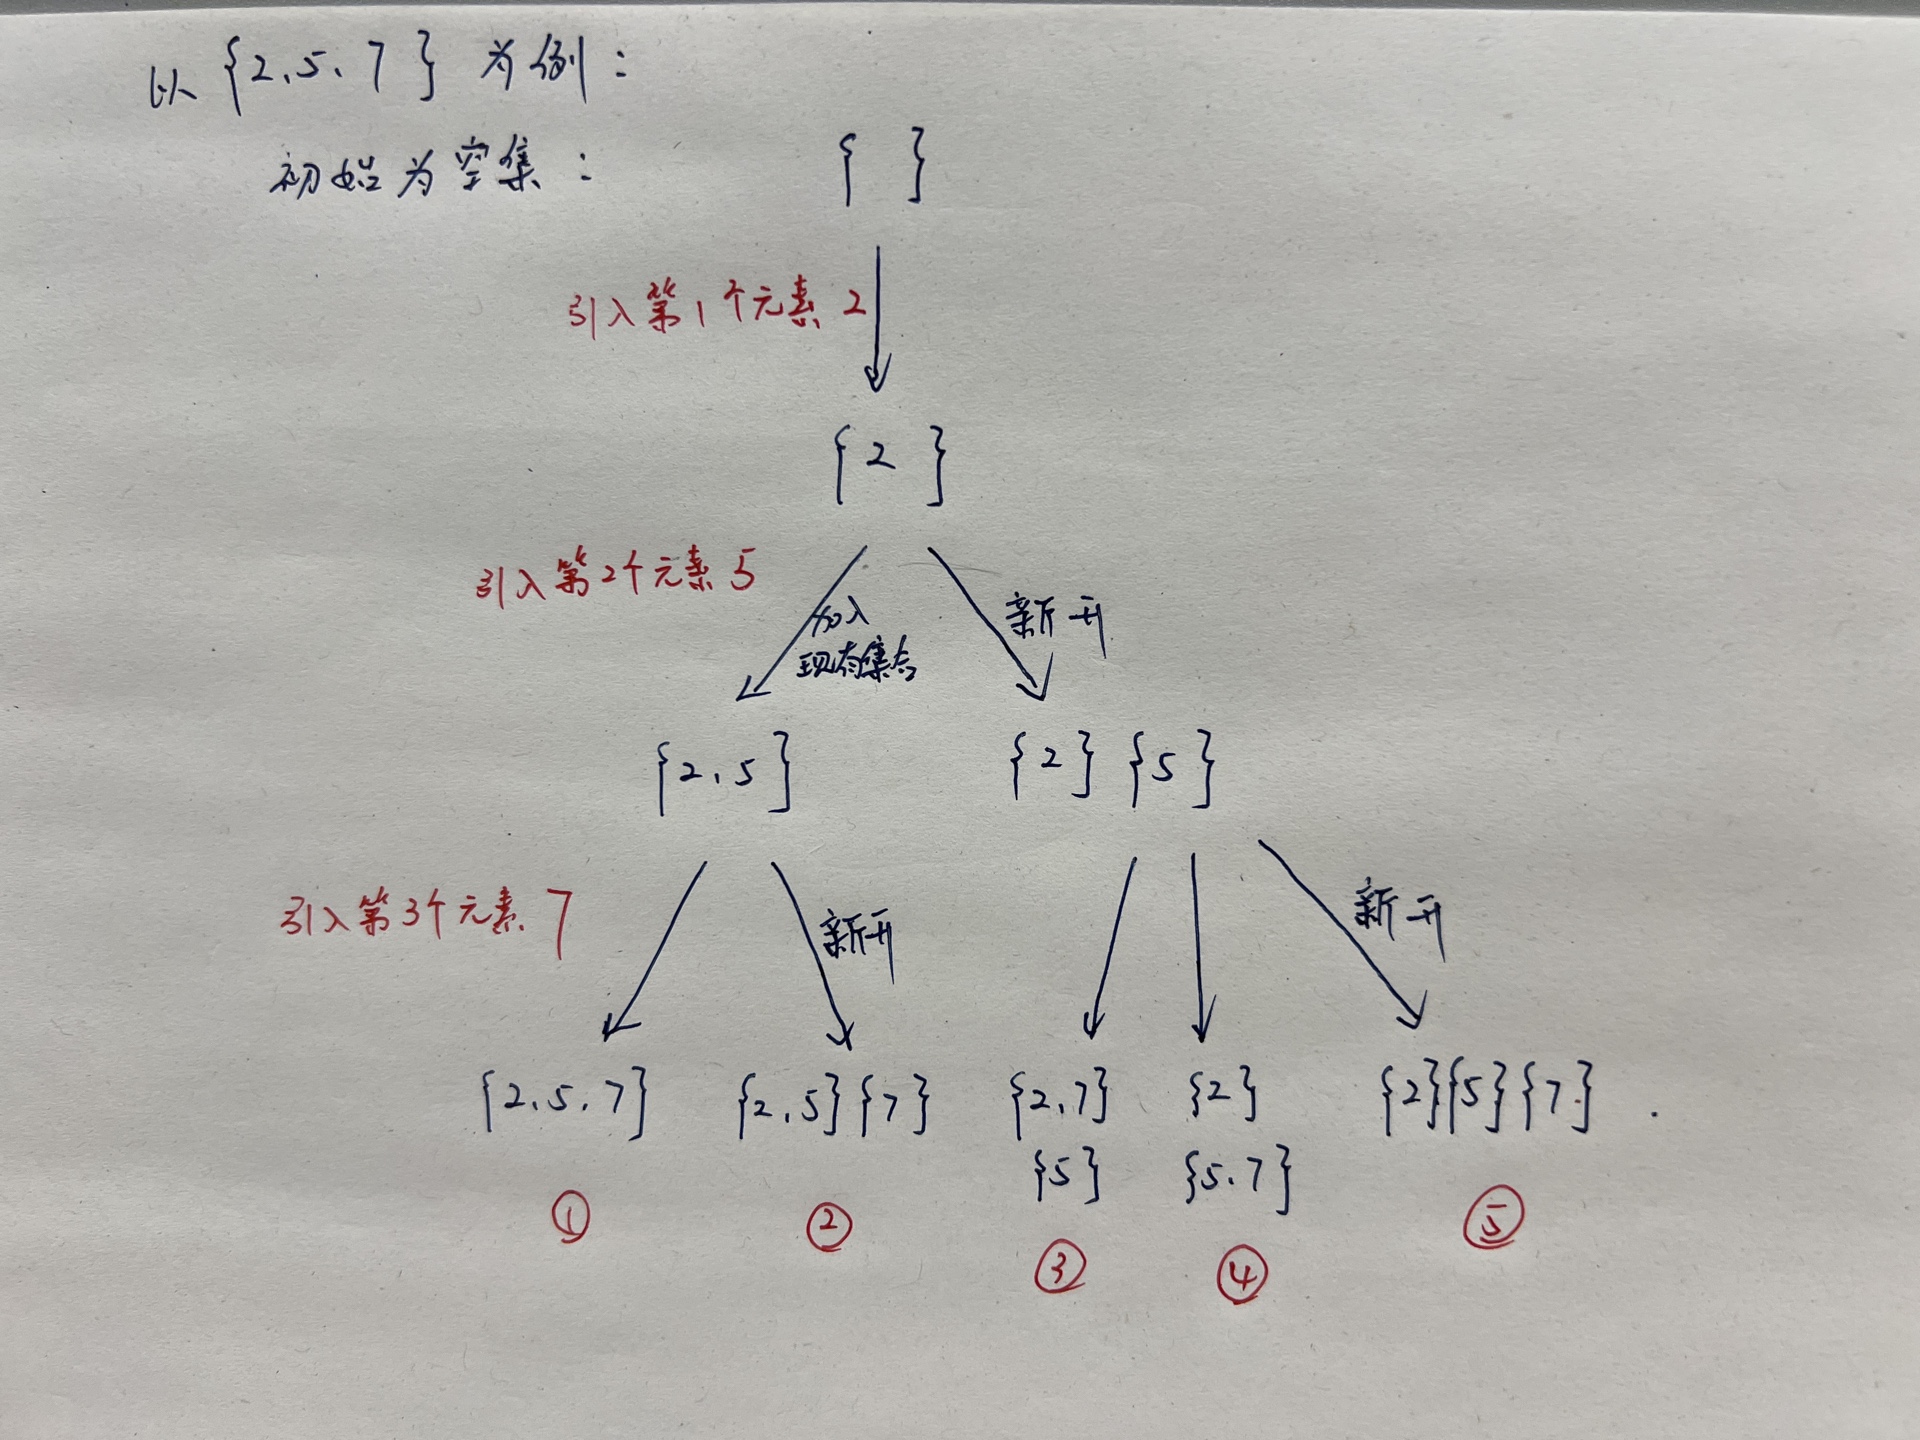 以{2、5、7}为例：
初始为空集： { }
引入第1个元素2
{2}
引入第2个元素5
加入
现有集合
新开
{2、5} {2} {5}
引入第3个元素7
新开
新开
{2、5、7} {2、5}{7} {2、7} {2} {2}{5}{7}
{5} {5、7}
① ② ③ ④ ⑤